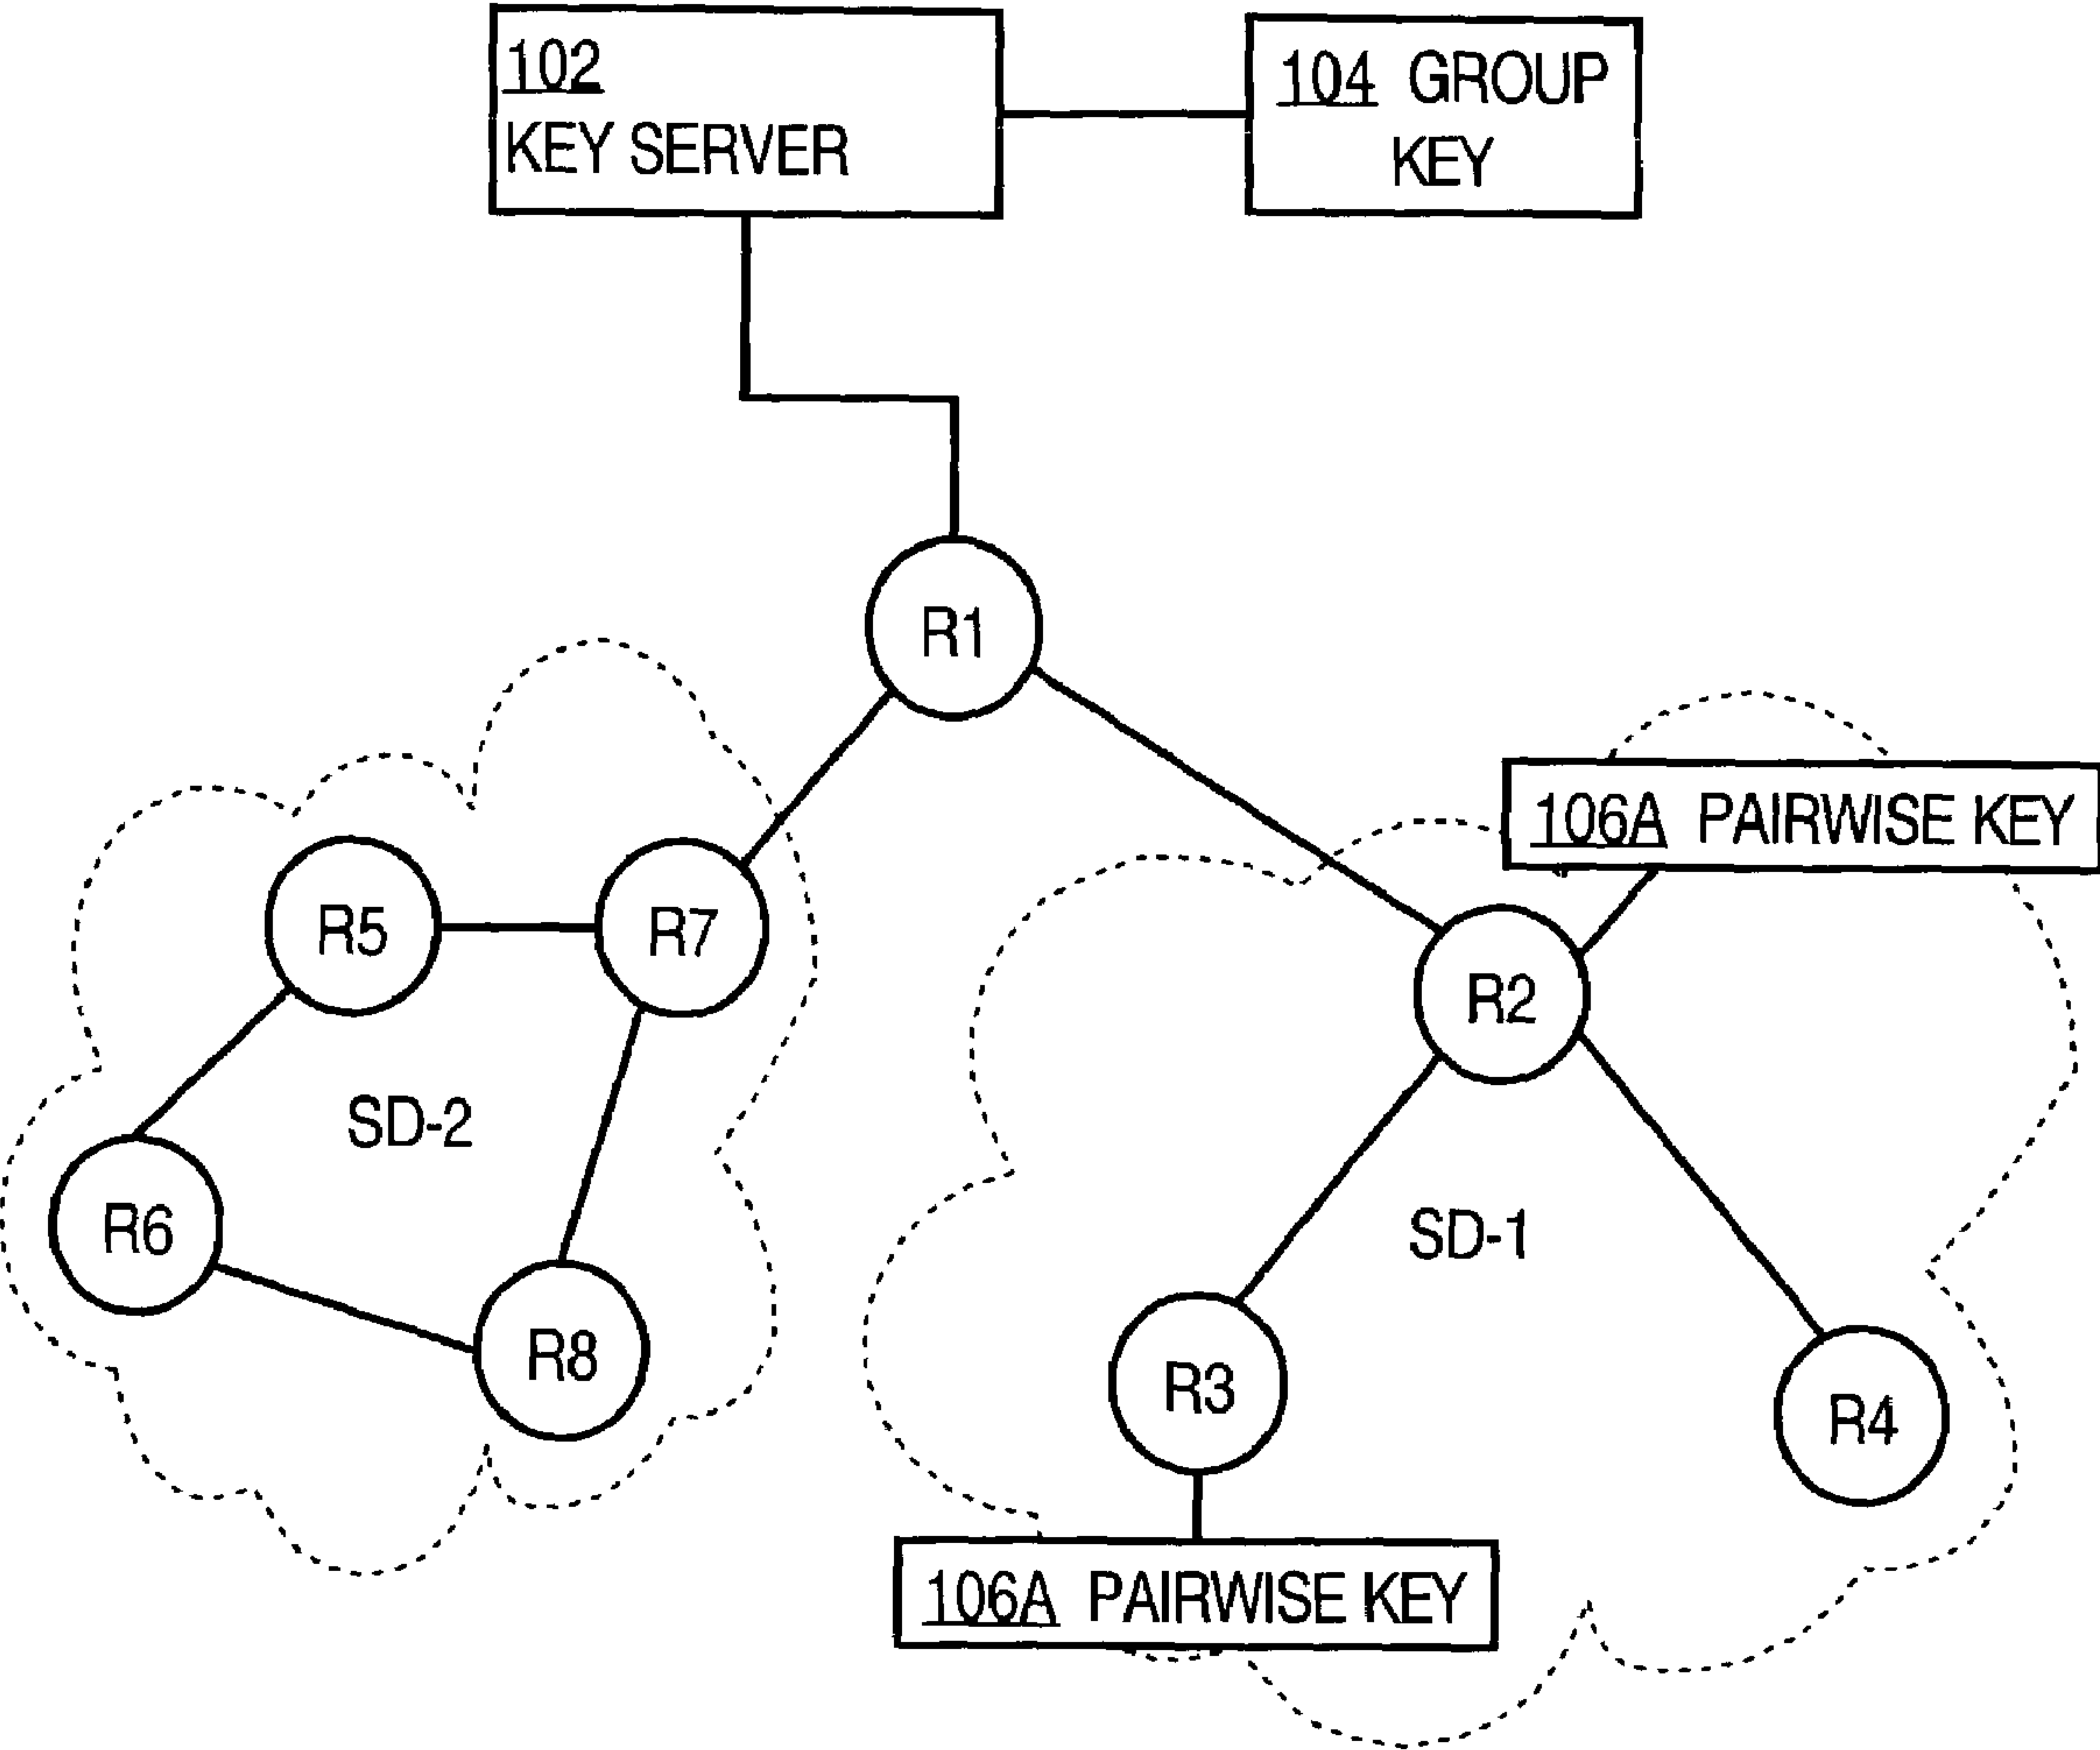 102
KEY SERVER
104 GROUP
KEY
R1
106A PAIRWISE KEY
R5
R7
R2
SD-2
R6
SD-1
R8
R3
R4
106A PAIRWISE KEY